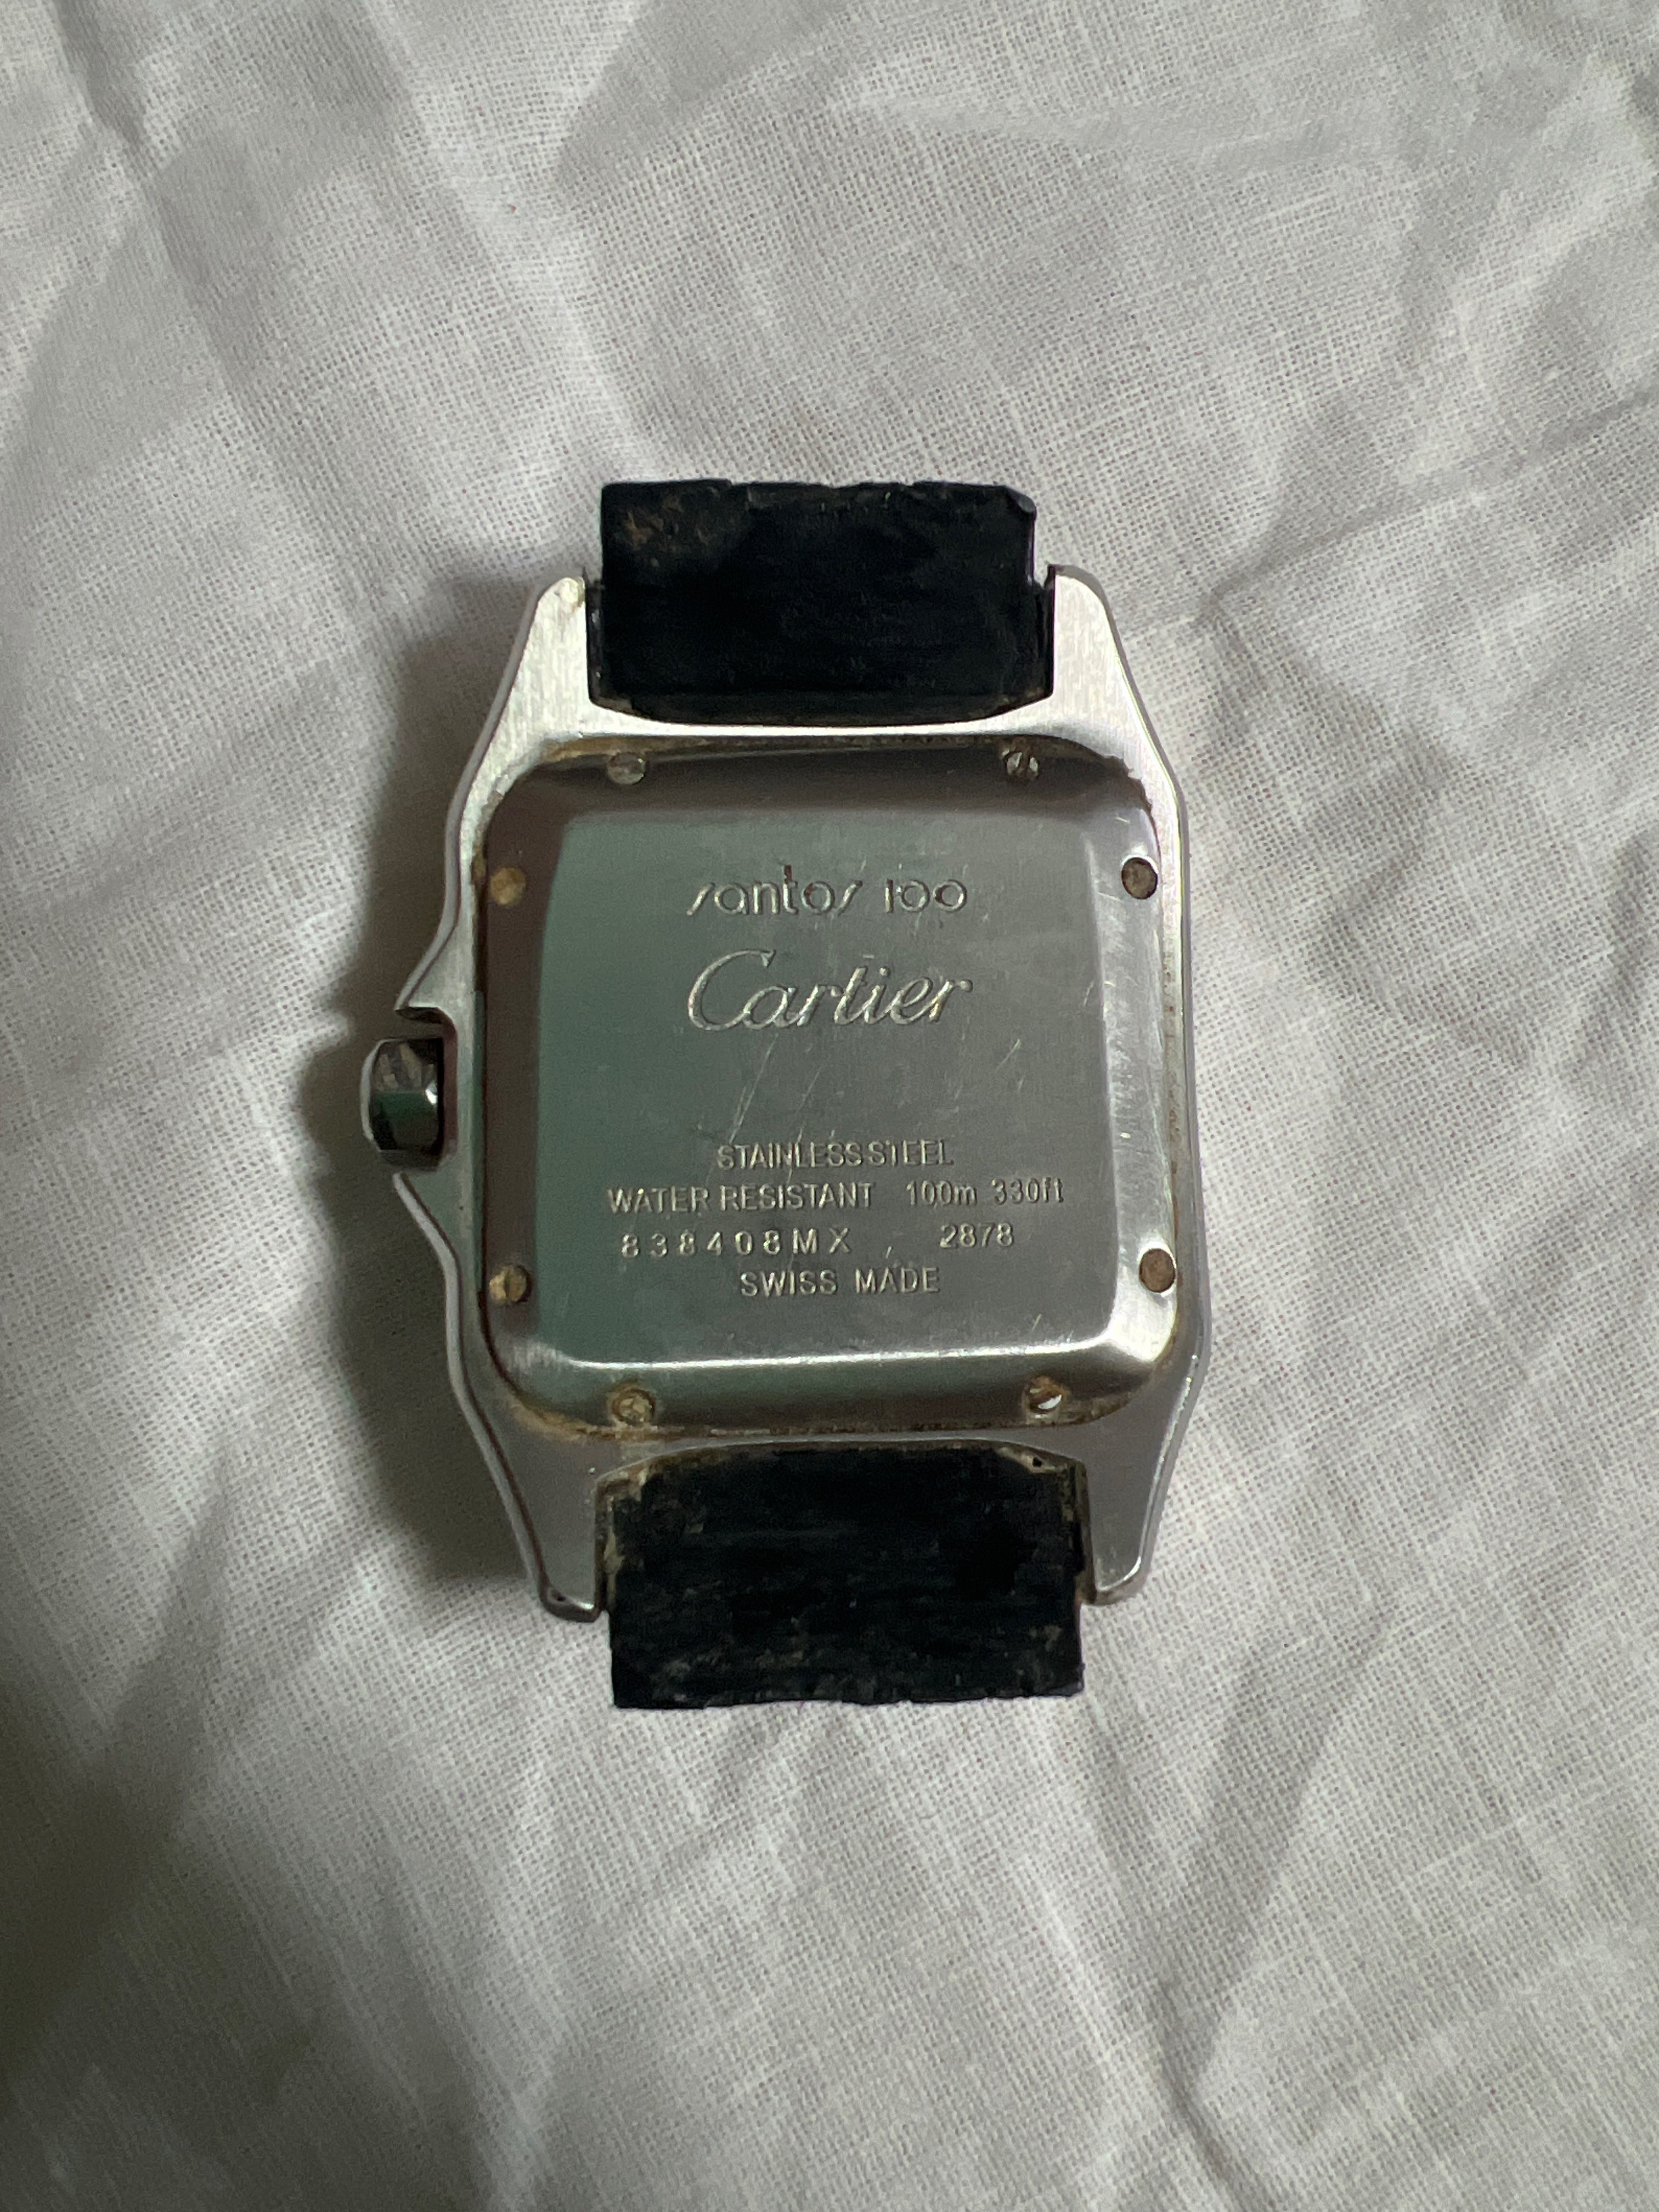 santos 100
Cartier
STAINLESS STEEL
WATER RESISTANT 100m 330ft
838408MX 2878
SWISS MADE